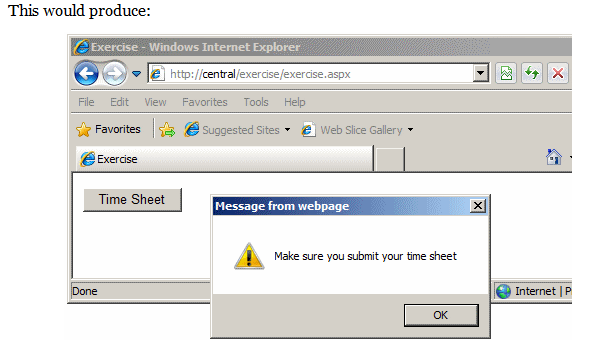 This would produce:
Exercise - Windows Internet Explorer
http://central/exercise/exercise.aspx
File Edit View Favorites Tools Help
Favorites Suggested Sites Web Slice Gallery
Exercise
Time Sheet
Message from webpage
Make sure you submit your time sheet
OK
Done Internet | P